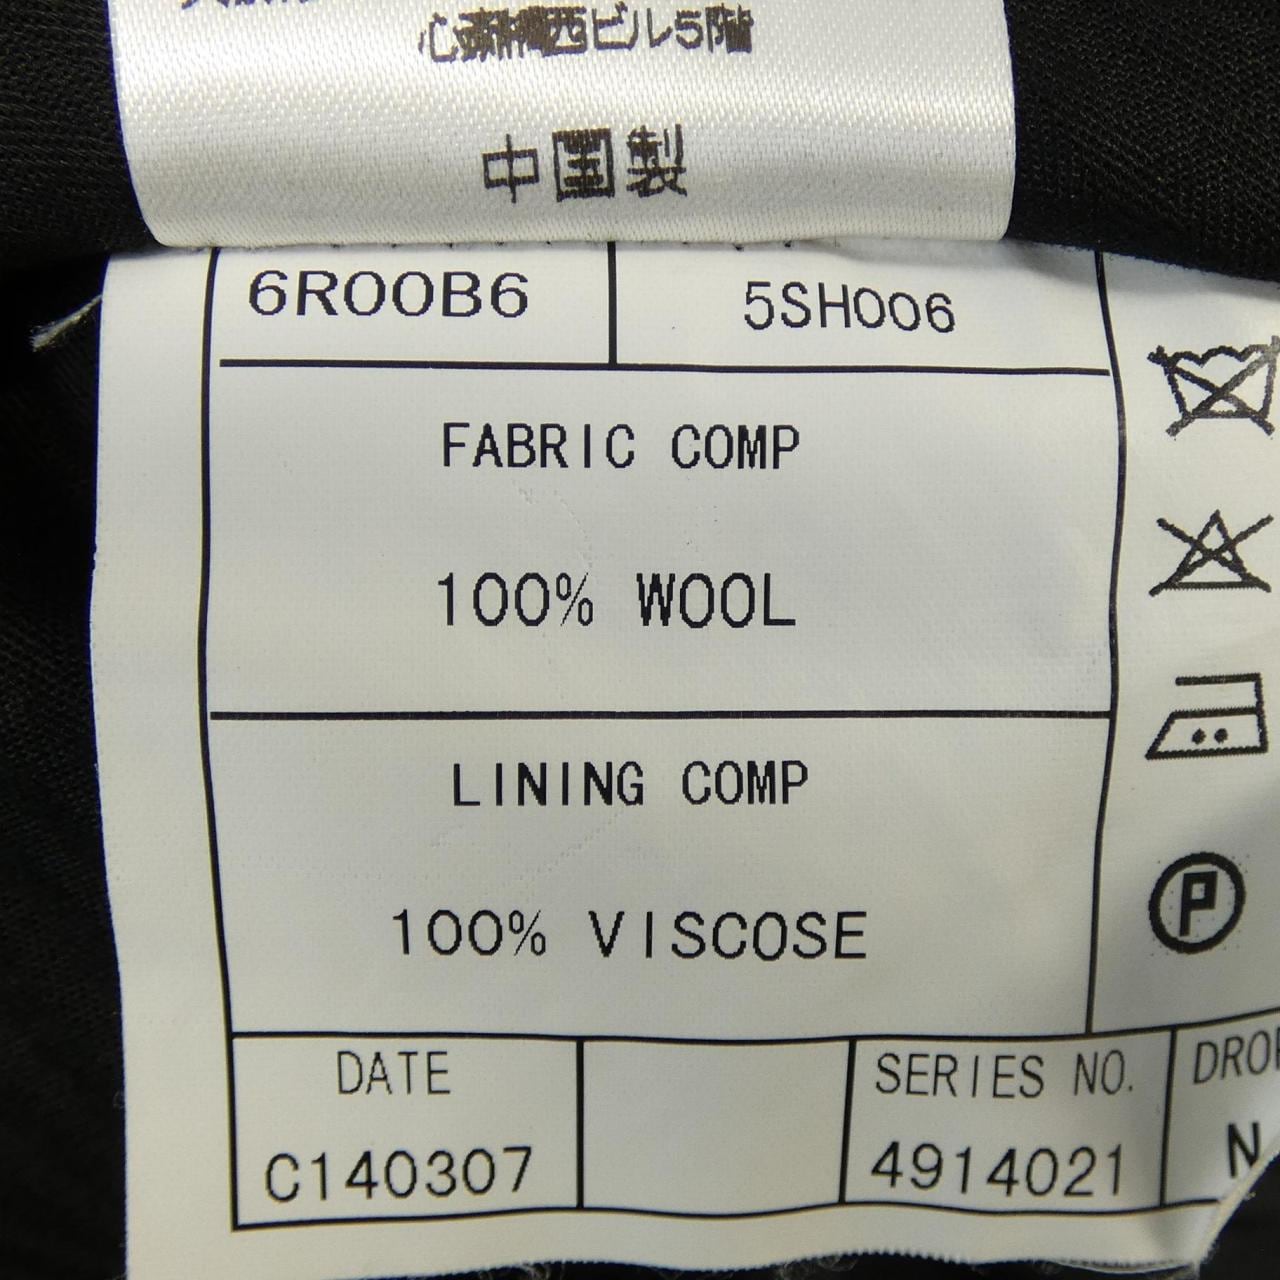 心斎橋西ビル5階
中国製
6R00B6 5SH006
FABRIC COMP
100% WOOL
LINING COMP
100% VISCOSE
P
DATE SERIES NO.
C140307 4914021 N